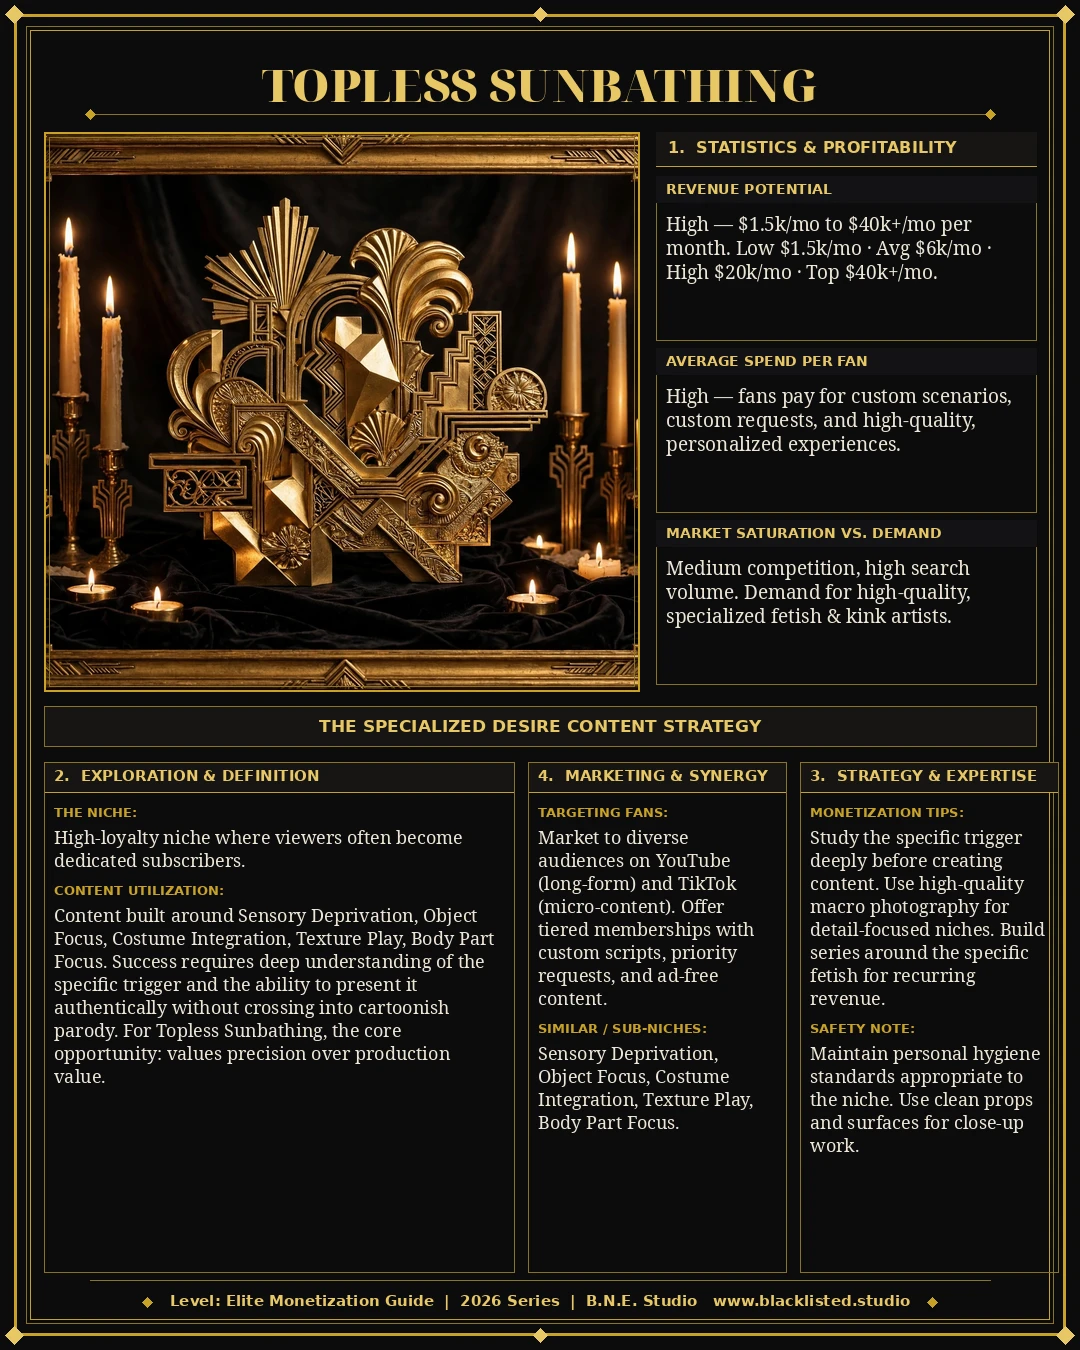 TOPLESS SUNBATHING
1. STATISTICS & PROFITABILITY
REVENUE POTENTIAL
High — $1.5k/mo to $40k+/mo per
month. Low $1.5k/mo · Avg $6k/mo ·
High $20k/mo · Top $40k+/mo.
AVERAGE SPEND PER FAN
High — fans pay for custom scenarios,
custom requests, and high-quality,
personalized experiences.
MARKET SATURATION VS. DEMAND
Medium competition, high search
volume. Demand for high-quality,
specialized fetish & kink artists.
THE SPECIALIZED DESIRE CONTENT STRATEGY
2. EXPLORATION & DEFINITION
THE NICHE:
High-loyalty niche where viewers often become
dedicated subscribers.
CONTENT UTILIZATION:
Content built around Sensory Deprivation, Object
Focus, Costume Integration, Texture Play, Body Part
Focus. Success requires deep understanding of the
specific trigger and the ability to present it
authentically without crossing into cartoonish
parody. For Topless Sunbathing, the core
opportunity: values precision over production
value.
4. MARKETING & SYNERGY
TARGETING FANS:
Market to diverse
audiences on YouTube
(long-form) and TikTok
(micro-content). Offer
tiered memberships with
custom scripts, priority
requests, and ad-free
content.
SIMILAR / SUB-NICHES:
Sensory Deprivation,
Object Focus, Costume
Integration, Texture Play,
Body Part Focus.
3. STRATEGY & EXPERTISE
MONETIZATION TIPS:
Study the specific trigger
deeply before creating
content. Use high-quality
macro photography for
detail-focused niches. Build
series around the specific
fetish for recurring
revenue.
SAFETY NOTE:
Maintain personal hygiene
standards appropriate to
the niche. Use clean props
and surfaces for close-up
work.
Level: Elite Monetization Guide | 2026 Series | B.N.E. Studio www.blacklisted.studio